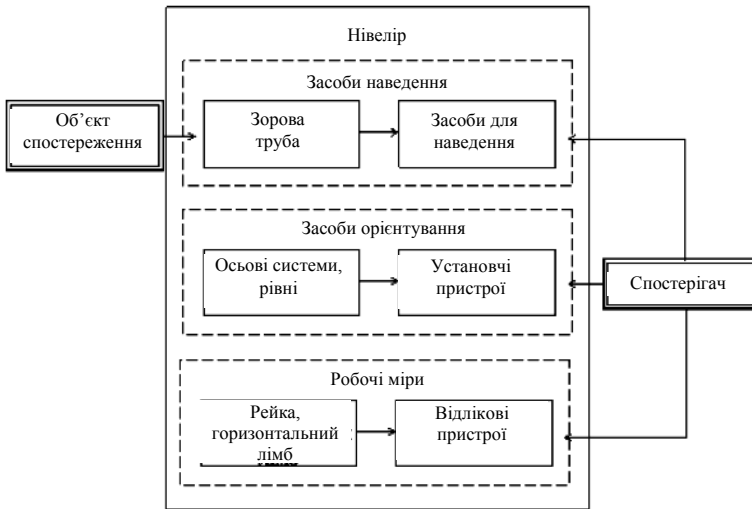 Нівелір
Засоби наведення
Об’єкт
спостереження
Зорова
труба
Засоби для
наведення
Засоби орієнтування
Осьові системи,
рівні
Установчі
пристрої
Спостерігач
Робочі міри
Рейка,
горизонтальний
лімб
Відлікові
пристрої